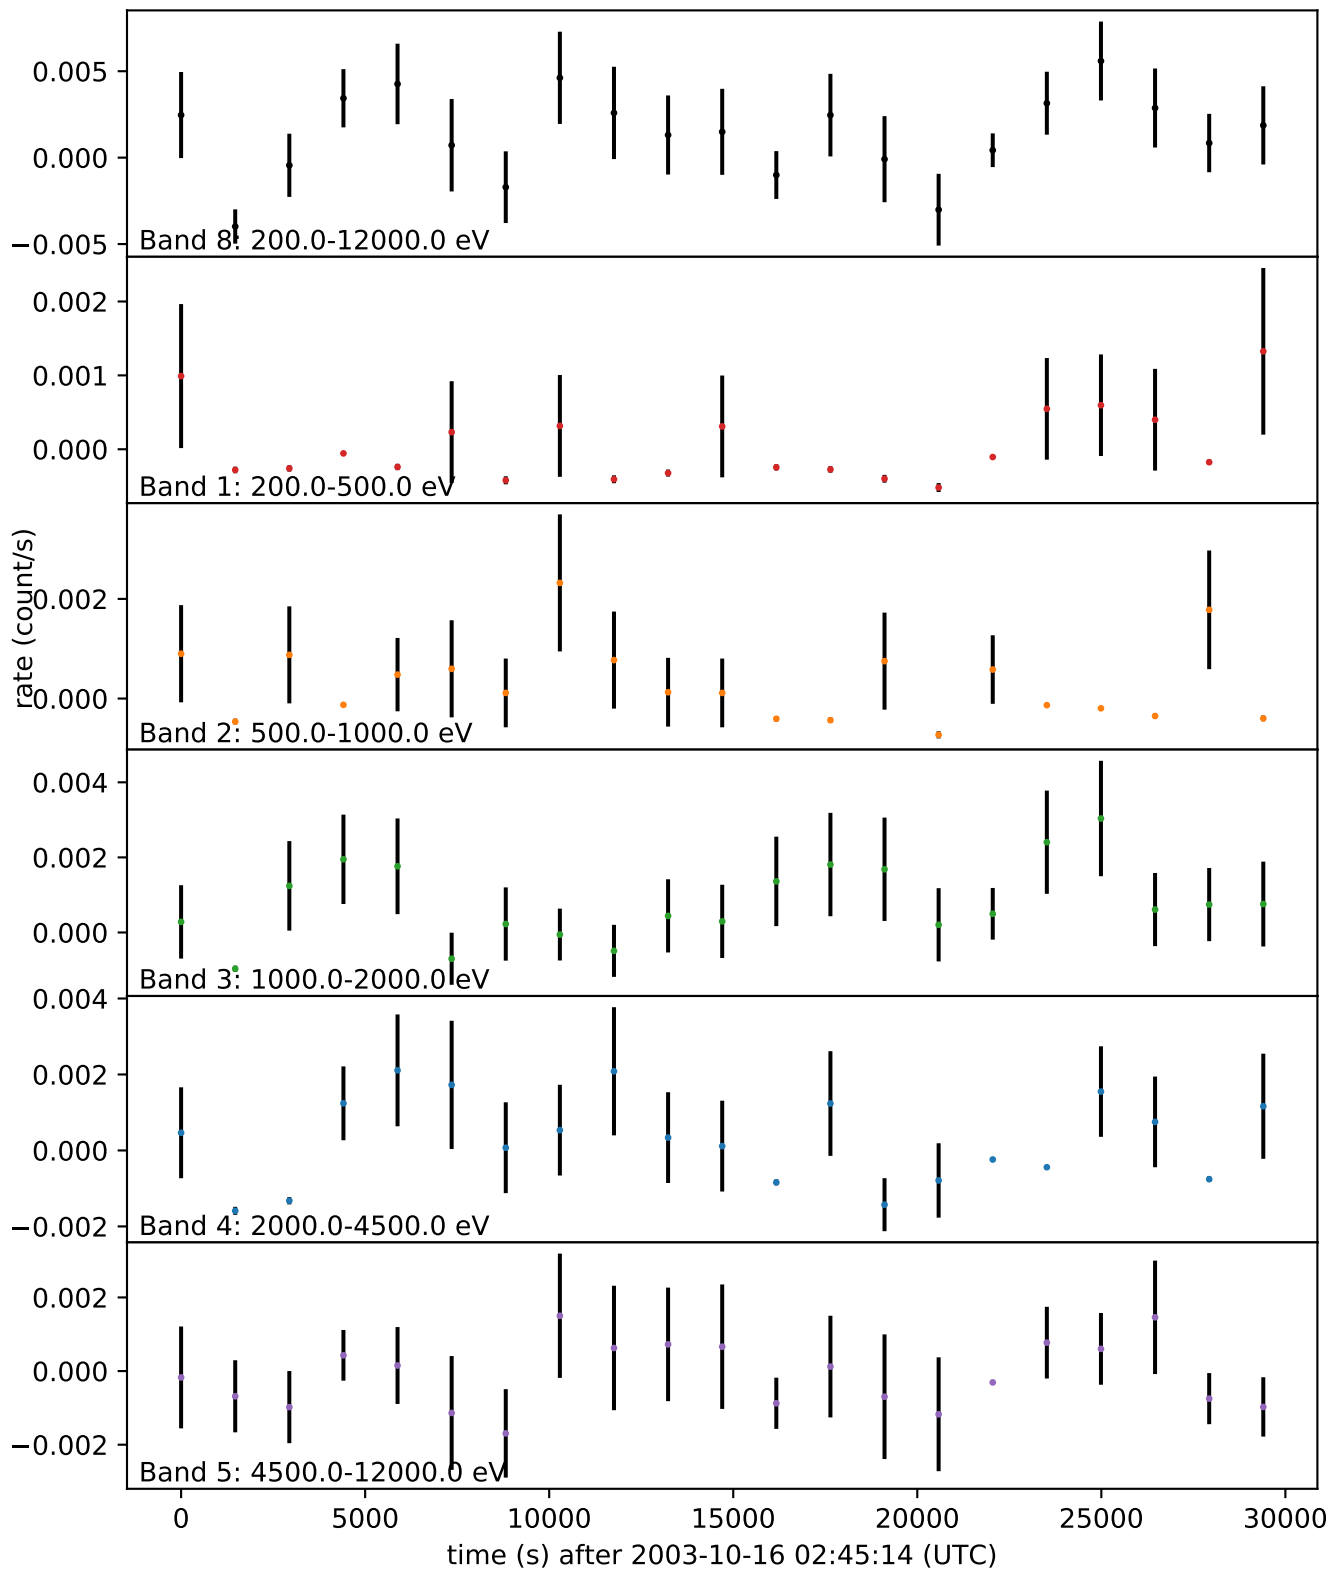 0.005
0.000
−0.005
Band 8: 200.0-12000.0 eV
0.002
0.001
0.000
Band 1: 200.0-500.0 eV
rate (count/s)
0.002
0.000
Band 2: 500.0-1000.0 eV
0.004
0.002
0.000
Band 3: 1000.0-2000.0 eV
0.004
0.002
0.000
−0.002
Band 4: 2000.0-4500.0 eV
0.002
0.000
−0.002
Band 5: 4500.0-12000.0 eV
0 5000 10000 15000 20000 25000 30000
time (s) after 2003-10-16 02:45:14 (UTC)